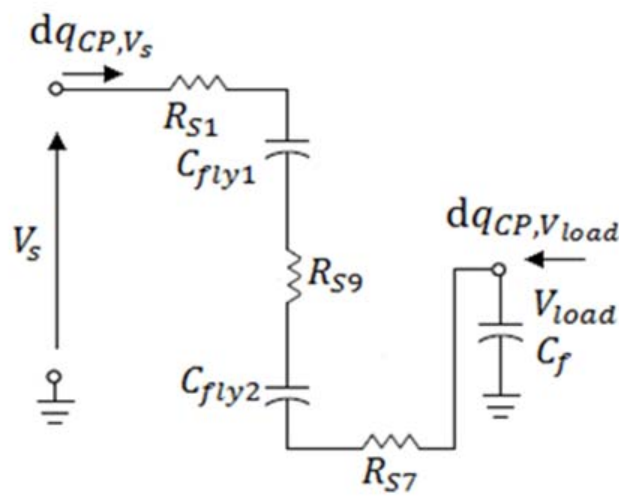 dq_{CP,V_s}
R_{S1}
C_{fly1}
V_s
R_{S9}
dq_{CP,V_{load}}
V_{load}
C_f
C_{fly2}
R_{S7}